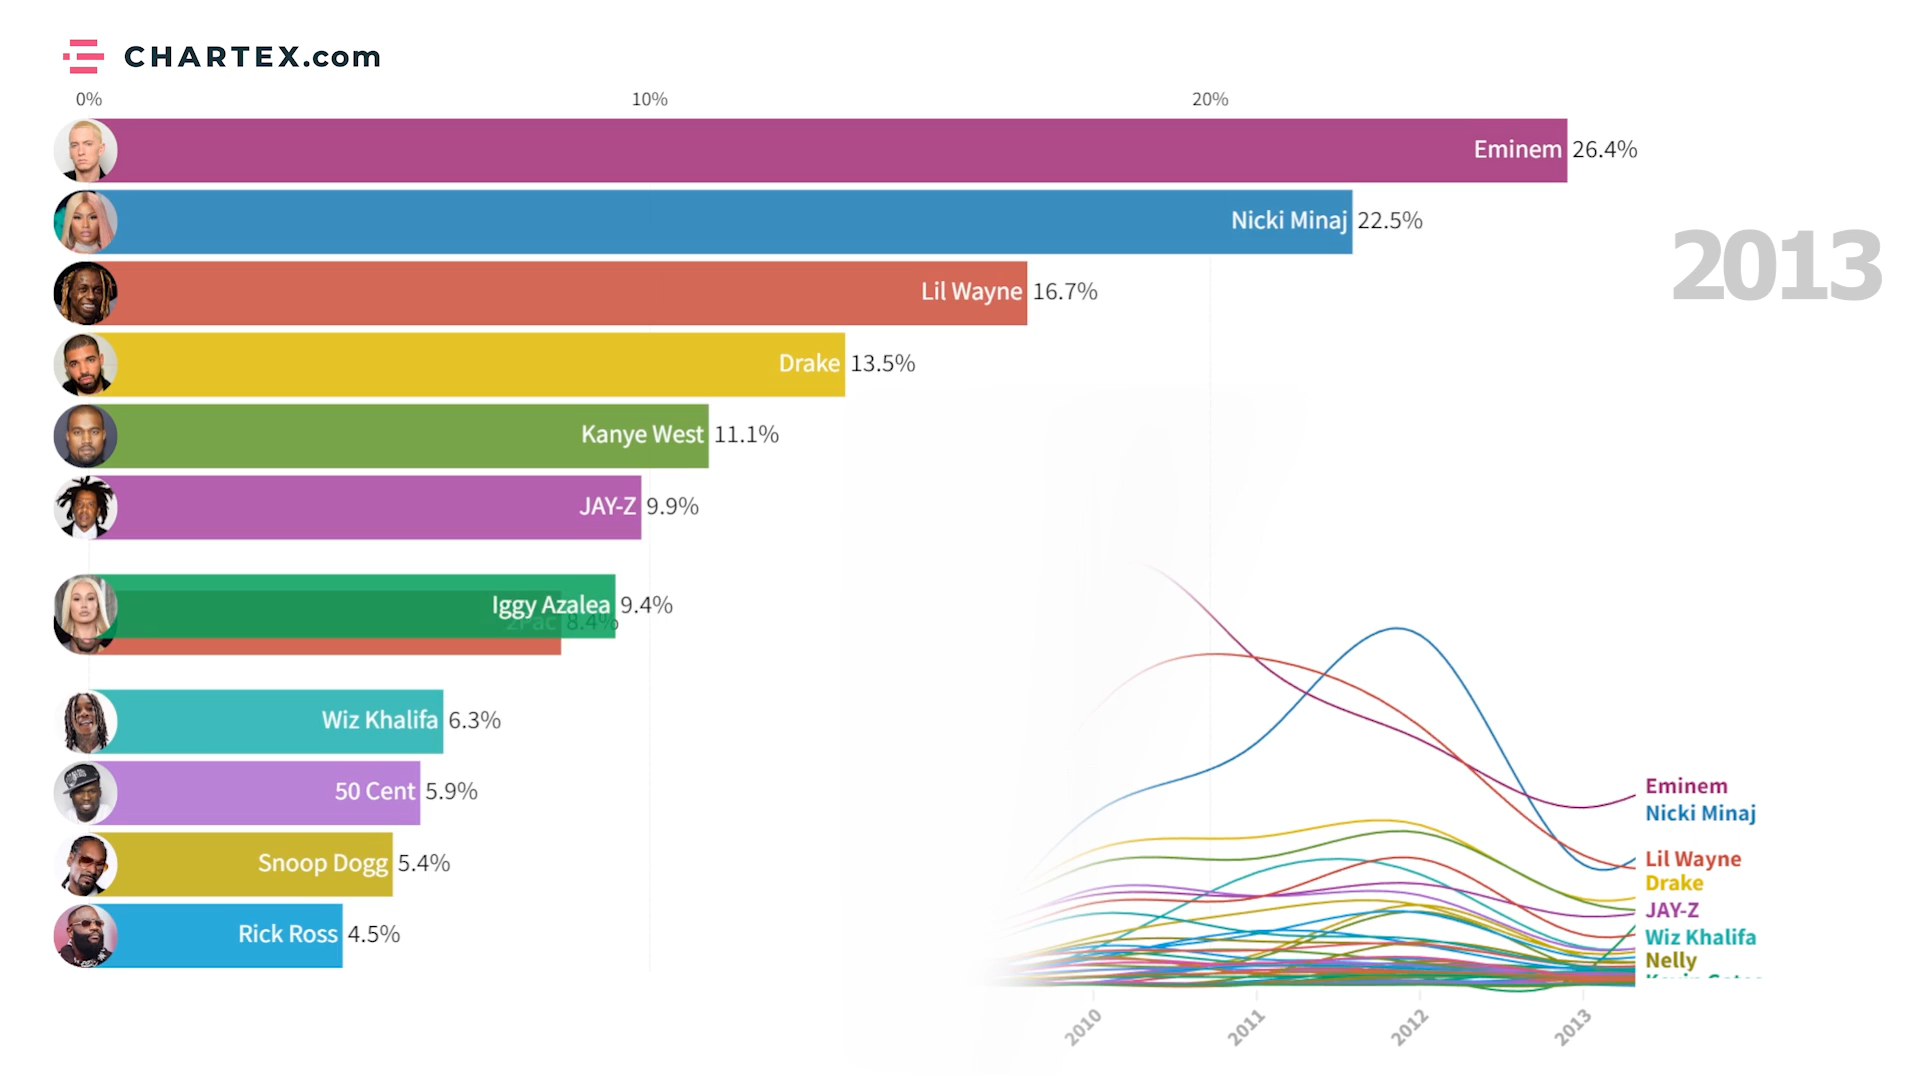 CHARTEX.com
0% 10% 20%
Eminem 26.4%
Nicki Minaj 22.5%
2013
Lil Wayne 16.7%
Drake 13.5%
Kanye West 11.1%
JAY-Z 9.9%
Iggy Azalea 9.4%
2Pac 8.4%
Wiz Khalifa 6.3%
50 Cent 5.9%
Snoop Dogg 5.4%
Rick Ross 4.5%
Eminem
Nicki Minaj
Lil Wayne
Drake
JAY-Z
Wiz Khalifa
Nelly
2010 2011 2012 2013